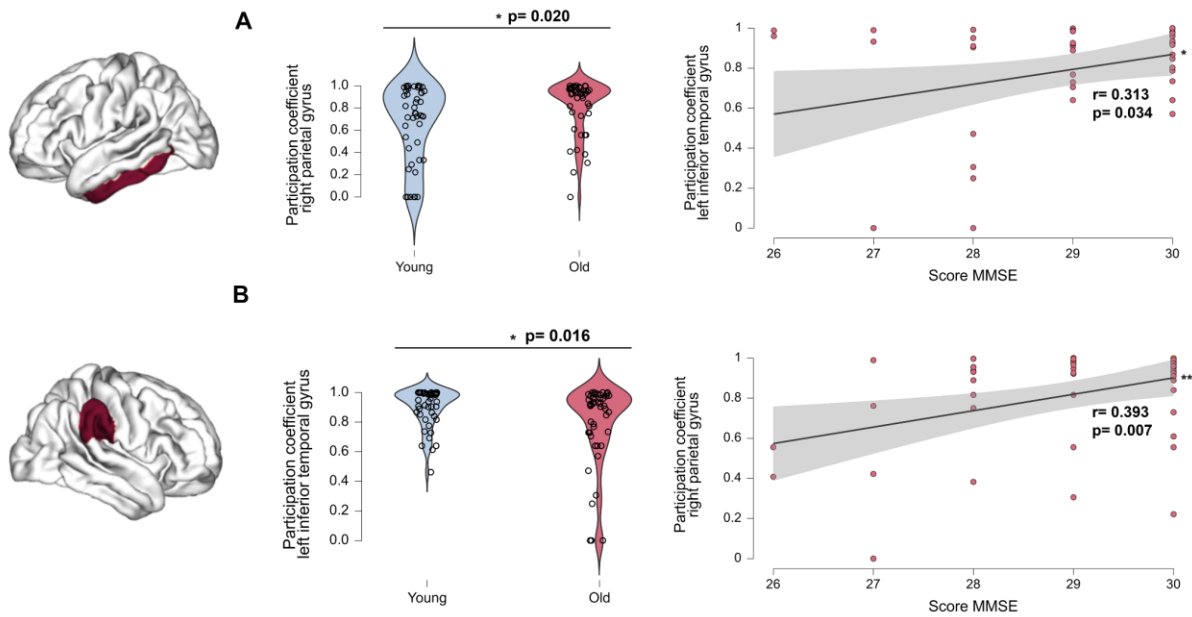 A
* p= 0.020
Participation coefficient
right parietal gyrus
1.0
0.8
0.6
0.4
0.2
0.0
Young
Old
Participation coefficient
left inferior temporal gyrus
1
0.8
0.6
0.4
0.2
0
*
r= 0.313
p= 0.034
26
27
28
29
30
Score MMSE
B
* p= 0.016
Participation coefficient
left inferior temporal gyrus
1.0
0.8
0.6
0.4
0.2
0.0
Young
Old
Participation coefficient
right parietal gyrus
1
0.8
0.6
0.4
0.2
0
**
r= 0.393
p= 0.007
26
27
28
29
30
Score MMSE